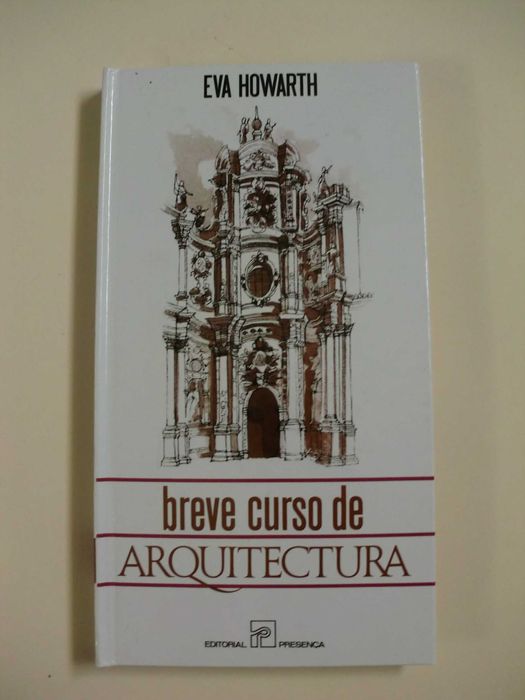 EVA HOWARTH
breve curso de
ARQUITECTURA
EDITORIAL PRESENÇA